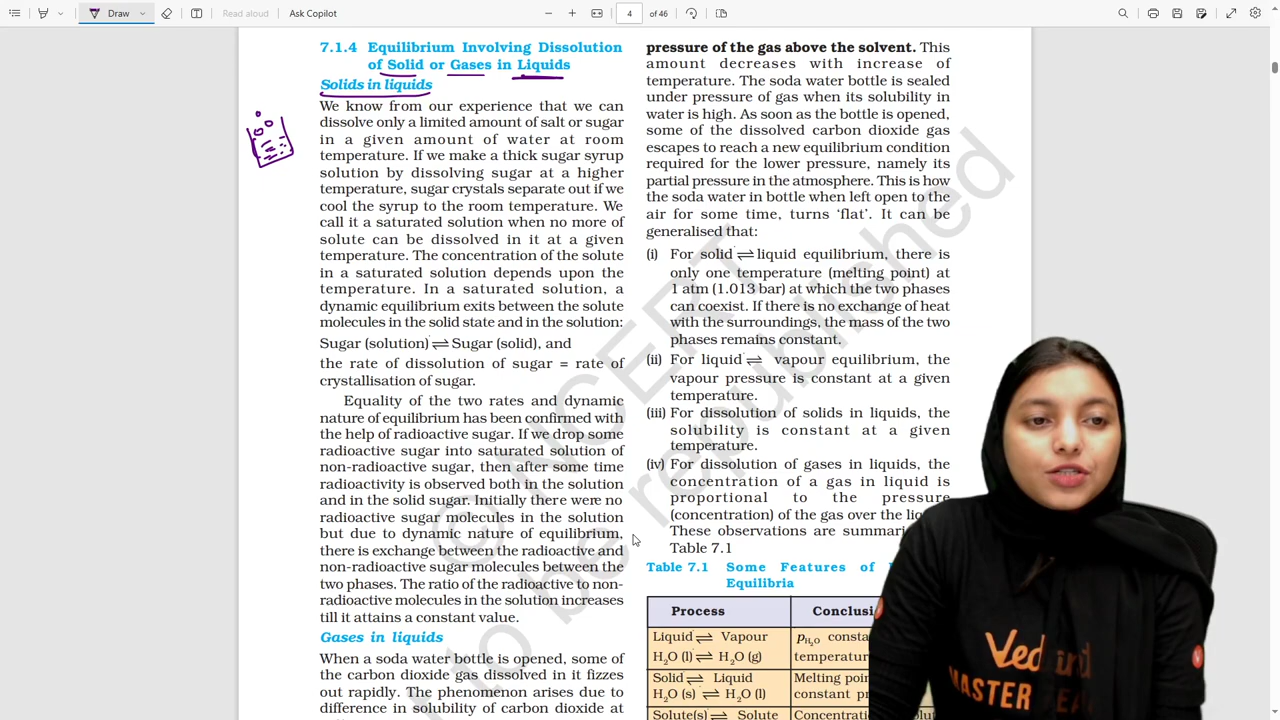 Draw
Read aloud
Ask Copilot
4
of 46
7.1.4 Equilibrium Involving Dissolution
of Solid or Gases in Liquids
Solids in liquids
We know from our experience that we can
dissolve only a limited amount of salt or sugar
in a given amount of water at room
temperature. If we make a thick sugar syrup
solution by dissolving sugar at a higher
temperature, sugar crystals separate out if we
cool the syrup to the room temperature. We
call it a saturated solution when no more of
solute can be dissolved in it at a given
temperature. The concentration of the solute
in a saturated solution depends upon the
temperature. In a saturated solution, a
dynamic equilibrium exits between the solute
molecules in the solid state and in the solution:
Sugar (solution) ⇌ Sugar (solid), and
the rate of dissolution of sugar = rate of
crystallisation of sugar.
Equality of the two rates and dynamic
nature of equilibrium has been confirmed with
the help of radioactive sugar. If we drop some
radioactive sugar into saturated solution of
non-radioactive sugar, then after some time
radioactivity is observed both in the solution
and in the solid sugar. Initially there were no
radioactive sugar molecules in the solution
but due to dynamic nature of equilibrium,
there is exchange between the radioactive and
non-radioactive sugar molecules between the
two phases. The ratio of the radioactive to non-
radioactive molecules in the solution increases
till it attains a constant value.
Gases in liquids
When a soda water bottle is opened, some of
the carbon dioxide gas dissolved in it fizzes
out rapidly. The phenomenon arises due to
difference in solubility of carbon dioxide at
pressure of the gas above the solvent. This
amount decreases with increase of
temperature. The soda water bottle is sealed
under pressure of gas when its solubility in
water is high. As soon as the bottle is opened,
some of the dissolved carbon dioxide gas
escapes to reach a new equilibrium condition
required for the lower pressure, namely its
partial pressure in the atmosphere. This is how
the soda water in bottle when left open to the
air for some time, turns ‘flat’. It can be
generalised that:
(i) For solid ⇌ liquid equilibrium, there is
only one temperature (melting point) at
1 atm (1.013 bar) at which the two phases
can coexist. If there is no exchange of heat
with the surroundings, the mass of the two
phases remains constant.
(ii) For liquid ⇌ vapour equilibrium, the
vapour pressure is constant at a given
temperature.
(iii) For dissolution of solids in liquids, the
solubility is constant at a given
temperature.
(iv) For dissolution of gases in liquids, the
concentration of a gas in liquid is
proportional to the pressure
(concentration) of the gas over the
These observations are
Table 7.1
Table 7.1 Some Features of
Equilibria
Process
Liquid ⇌ Vapour
H₂O (l) ⇌ H₂O (g)
Solid ⇌ Liquid
H₂O (s) ⇌ H₂O (l)
Melting
Solute(s) ⇌ Solute
© NCERT
to be republished
MASTER